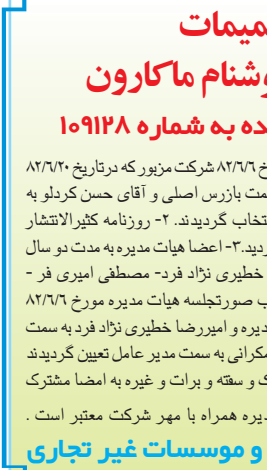 میمات
وشنام ماکارون
ده به شماره ۱۰۹۱۲۸
خ ۸۲/۶/۶ شرکت مزبور که درتاریخ ۸۲/۶/۲۰
مت بازرس اصلی و آقای حسن کردلو به
نتخاب گردیدند. ۲- روزنامه کثیرالانتشار
ردید.۳- اعضا هیات مدیره به مدت دو سال
خطیری نژاد فرد- مصطفی امیری فر -
ب صورتجلسه هیات مدیره مورخ ۸۲/۶/۶
دیره و امیررضا خطیری نژاد فرد به سمت
مکرانی به سمت مدیر عامل تعیین گردیدند
ک و سفته و برات و غیره به امضا مشترک
دیره همراه با مهر شرکت معتبر است .
و موسسات غیر تجاری